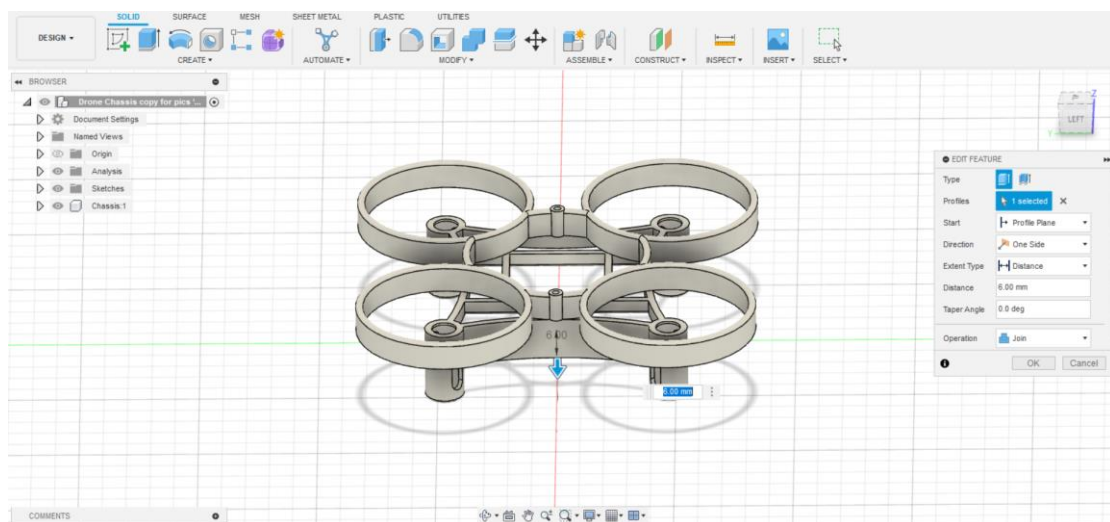 SOLID SURFACE MESH SHEET METAL PLASTIC UTILITIES
DESIGN
CREATE AUTOMATE MODIFY ASSEMBLE CONSTRUCT INSPECT INSERT SELECT
BROWSER
Drone Chassis copy for pics '...
Document Settings
Named Views
Origin
Analysis
Sketches
Chassis:1
Z
LEFT
Y
EDIT FEATURE
Type
Profiles 1 selected
Start Profile Plane
Direction One Side
Extent Type Distance
Distance 6.00 mm
Taper Angle 0.0 deg
Operation Join
OK Cancel
6.00
6.00 mm
COMMENTS